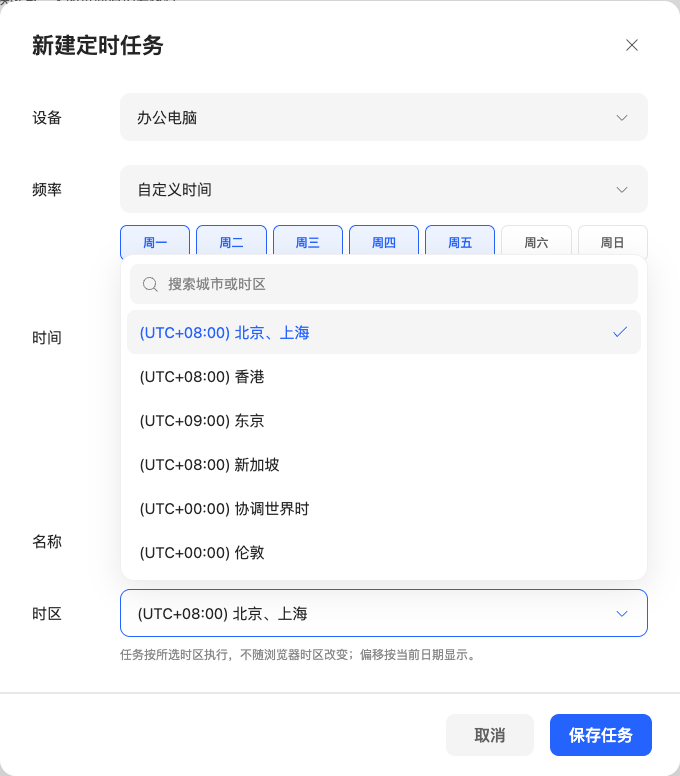 新建定时任务
设备
办公电脑
频率
自定义时间
周一 周二 周三 周四 周五 周六 周日
搜索城市或时区
时间
(UTC+08:00) 北京、上海
(UTC+08:00) 香港
(UTC+09:00) 东京
(UTC+08:00) 新加坡
(UTC+00:00) 协调世界时
名称
(UTC+00:00) 伦敦
时区
(UTC+08:00) 北京、上海
任务按所选时区执行，不随浏览器时区改变；偏移按当前日期显示。
取消
保存任务